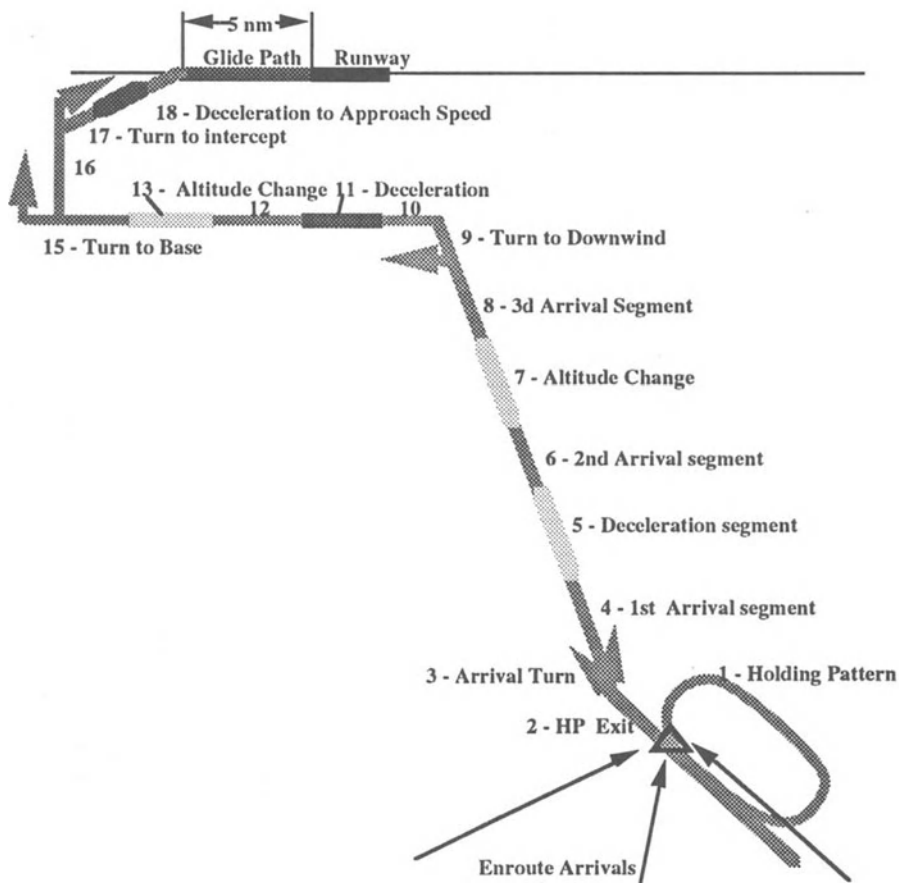 5 nm
Glide Path Runway
18 - Deceleration to Approach Speed
17 - Turn to intercept
16
13 - Altitude Change 11 - Deceleration
12 10
15 - Turn to Base
9 - Turn to Downwind
8 - 3d Arrival Segment
7 - Altitude Change
6 - 2nd Arrival segment
5 - Deceleration segment
4 - 1st Arrival segment
3 - Arrival Turn
1 - Holding Pattern
2 - HP Exit
Enroute Arrivals